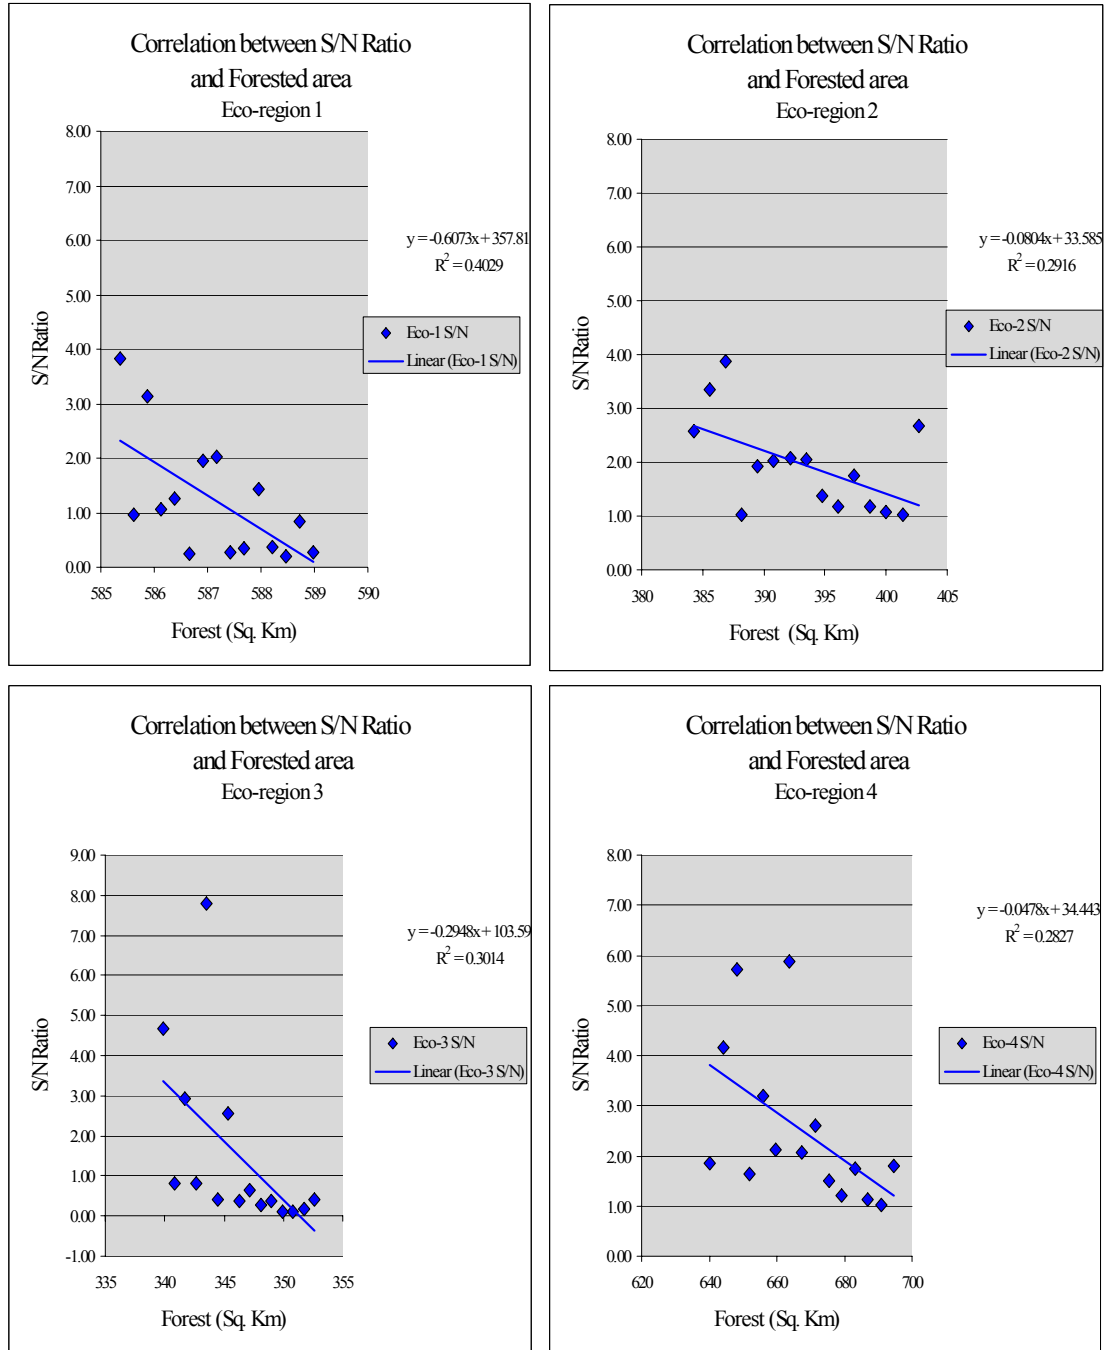 Correlation between S/N Ratio
and Forested area
Eco-region 1
8.00
7.00
6.00
5.00
4.00
3.00
2.00
1.00
0.00
S/N Ratio
585 586 587 588 589 590
Forest (Sq. Km)
y = -0.6073x + 357.81
R² = 0.4029
Eco-1 S/N
Linear (Eco-1 S/N)
Correlation between S/N Ratio
and Forested area
Eco-region 2
8.00
7.00
6.00
5.00
4.00
3.00
2.00
1.00
0.00
S/N Ratio
380 385 390 395 400 405
Forest (Sq. Km)
y = -0.0804x + 33.585
R² = 0.2916
Eco-2 S/N
Linear (Eco-2 S/N)
Correlation between S/N Ratio
and Forested area
Eco-region 3
9.00
8.00
7.00
6.00
5.00
4.00
3.00
2.00
1.00
0.00
-1.00
S/N Ratio
335 340 345 350 355
Forest (Sq. Km)
y = -0.2948x + 103.59
R² = 0.3014
Eco-3 S/N
Linear (Eco-3 S/N)
Correlation between S/N Ratio
and Forested area
Eco-region 4
8.00
7.00
6.00
5.00
4.00
3.00
2.00
1.00
0.00
S/N Ratio
620 640 660 680 700
Forest (Sq. Km)
y = -0.0478x + 34.443
R² = 0.2827
Eco-4 S/N
Linear (Eco-4 S/N)